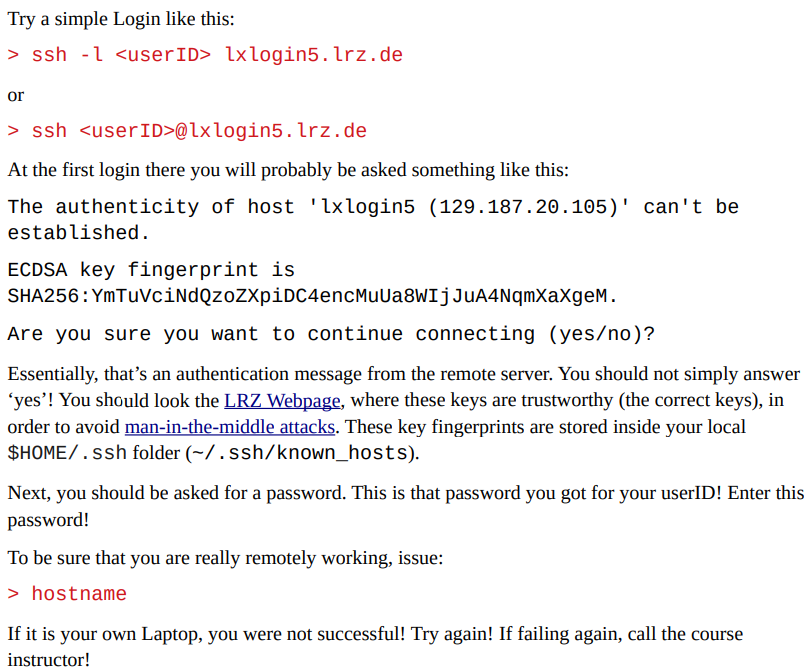 Try a simple Login like this:
> ssh -l <userID> lxlogin5.lrz.de
or
> ssh <userID>@lxlogin5.lrz.de
At the first login there you will probably be asked something like this:
The authenticity of host 'lxlogin5 (129.187.20.105)' can't be
established.
ECDSA key fingerprint is
SHA256:YmTuVciNdQzoZXpiDC4encMuUa8WIjJuA4NqmXaXgeM.
Are you sure you want to continue connecting (yes/no)?
Essentially, that’s an authentication message from the remote server. You should not simply answer
‘yes’! You should look the LRZ Webpage, where these keys are trustworthy (the correct keys), in
order to avoid man-in-the-middle attacks. These key fingerprints are stored inside your local
$HOME/.ssh folder (~/.ssh/known_hosts).
Next, you should be asked for a password. This is that password you got for your userID! Enter this
password!
To be sure that you are really remotely working, issue:
> hostname
If it is your own Laptop, you were not successful! Try again! If failing again, call the course
instructor!